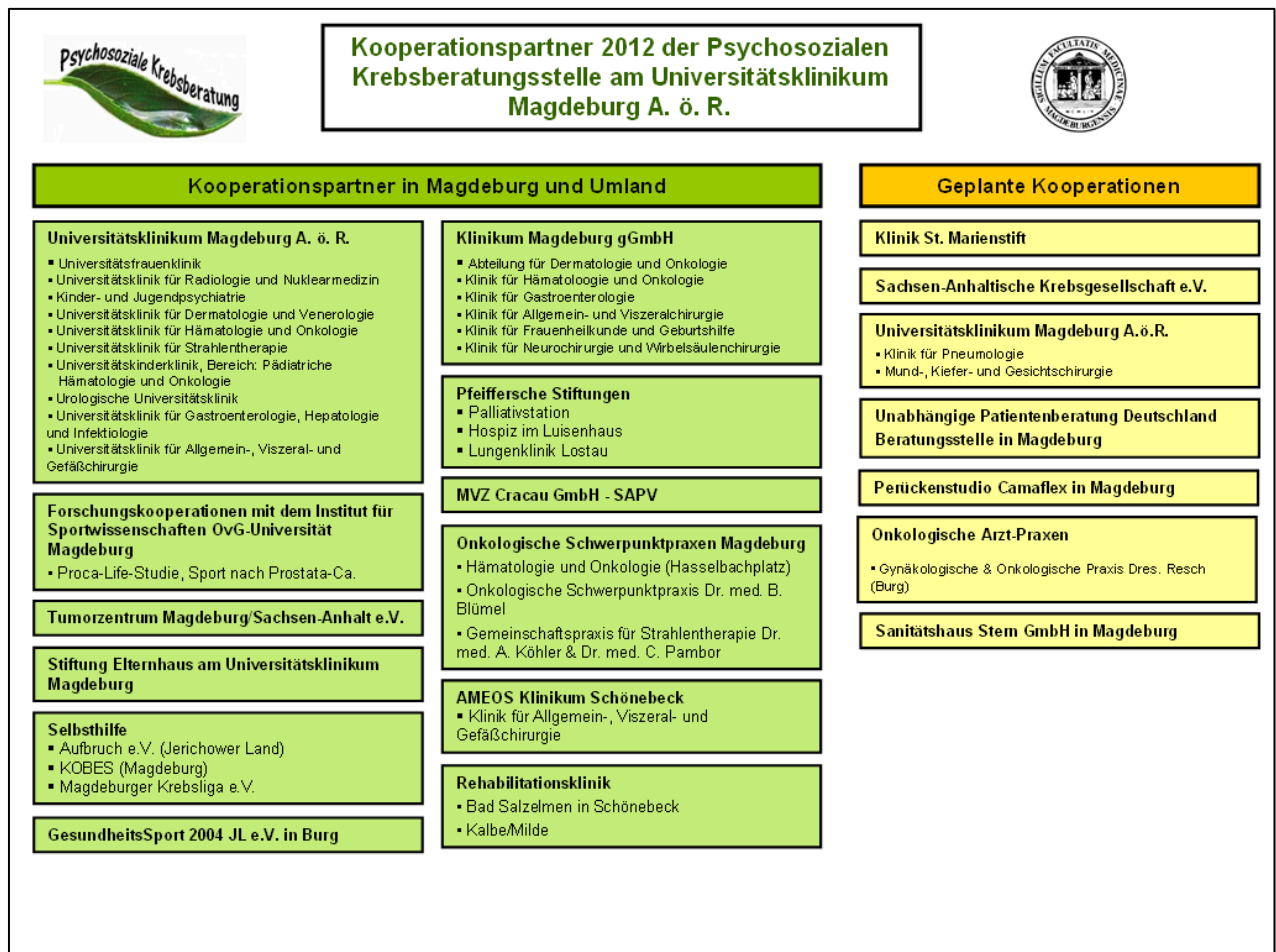 Psychosoziale Krebsberatung
Kooperationspartner 2012 der Psychosozialen
Krebsberatungsstelle am Universitätsklinikum
Magdeburg A. ö. R.
SIGILLUM FACULTATIS MEDICINAE MAGDEBURGENSIS
Kooperationspartner in Magdeburg und Umland
Universitätsklinikum Magdeburg A. ö. R.
▪ Universitätsfrauenklinik
▪ Universitätsklinik für Radiologie und Nuklearmedizin
▪ Kinder- und Jugendpsychiatrie
▪ Universitätsklinik für Dermatologie und Venerologie
▪ Universitätsklinik für Hämatologie und Onkologie
▪ Universitätsklinik für Strahlentherapie
▪ Universitätskinderklinik, Bereich: Pädiatriche
Hämatologie und Onkologie
▪ Urologische Universitätsklinik
▪ Universitätsklinik für Gastroenterologie, Hepatologie
und Infektiologie
▪ Universitätsklinik für Allgemein-, Viszeral- und
Gefäßchirurgie
Forschungskooperationen mit dem Institut für
Sportwissenschaften OvG-Universität
Magdeburg
▪ Proca-Life-Studie, Sport nach Prostata-Ca.
Tumorzentrum Magdeburg/Sachsen-Anhalt e.V.
Stiftung Elternhaus am Universitätsklinikum
Magdeburg
Selbsthilfe
▪ Aufbruch e.V. (Jerichower Land)
▪ KOBES (Magdeburg)
▪ Magdeburger Krebsliga e.V.
GesundheitsSport 2004 JL e.V. in Burg
Klinikum Magdeburg gGmbH
▪ Abteilung für Dermatologie und Onkologie
▪ Klinik für Hämatoloogie und Onkologie
▪ Klinik für Gastroenterologie
▪ Klinik für Allgemein- und Viszeralchirurgie
▪ Klinik für Frauenheilkunde und Geburtshilfe
▪ Klinik für Neurochirurgie und Wirbelsäulenchirurgie
Pfeiffersche Stiftungen
▪ Palliativstation
▪ Hospiz im Luisenhaus
▪ Lungenklinik Lostau
MVZ Cracau GmbH - SAPV
Onkologische Schwerpunktpraxen Magdeburg
▪ Hämatologie und Onkologie (Hasselbachplatz)
▪ Onkologische Schwerpunktpraxis Dr. med. B.
Blümel
▪ Gemeinschaftspraxis für Strahlentherapie Dr.
med. A. Köhler & Dr. med. C. Pambor
AMEOS Klinikum Schönebeck
▪ Klinik für Allgemein-, Viszeral- und
Gefäßchirurgie
Rehabilitationsklinik
▪ Bad Salzelmen in Schönebeck
▪ Kalbe/Milde
Geplante Kooperationen
Klinik St. Marienstift
Sachsen-Anhaltische Krebsgesellschaft e.V.
Universitätsklinikum Magdeburg A.ö.R.
▪ Klinik für Pneumologie
▪ Mund-, Kiefer- und Gesichtschirurgie
Unabhängige Patientenberatung Deutschland
Beratungsstelle in Magdeburg
Perückenstudio Camaflex in Magdeburg
Onkologische Arzt-Praxen
▪ Gynäkologische & Onkologische Praxis Dres. Resch
(Burg)
Sanitätshaus Stern GmbH in Magdeburg